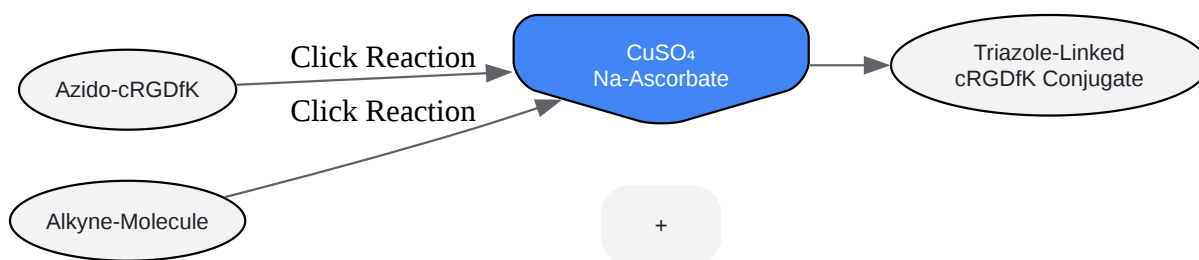 Azido-cRGDfK
Click Reaction
Click Reaction
Alkyne-Molecule
CuSO₄
Na-Ascorbate
+
Triazole-Linked
cRGDfK Conjugate